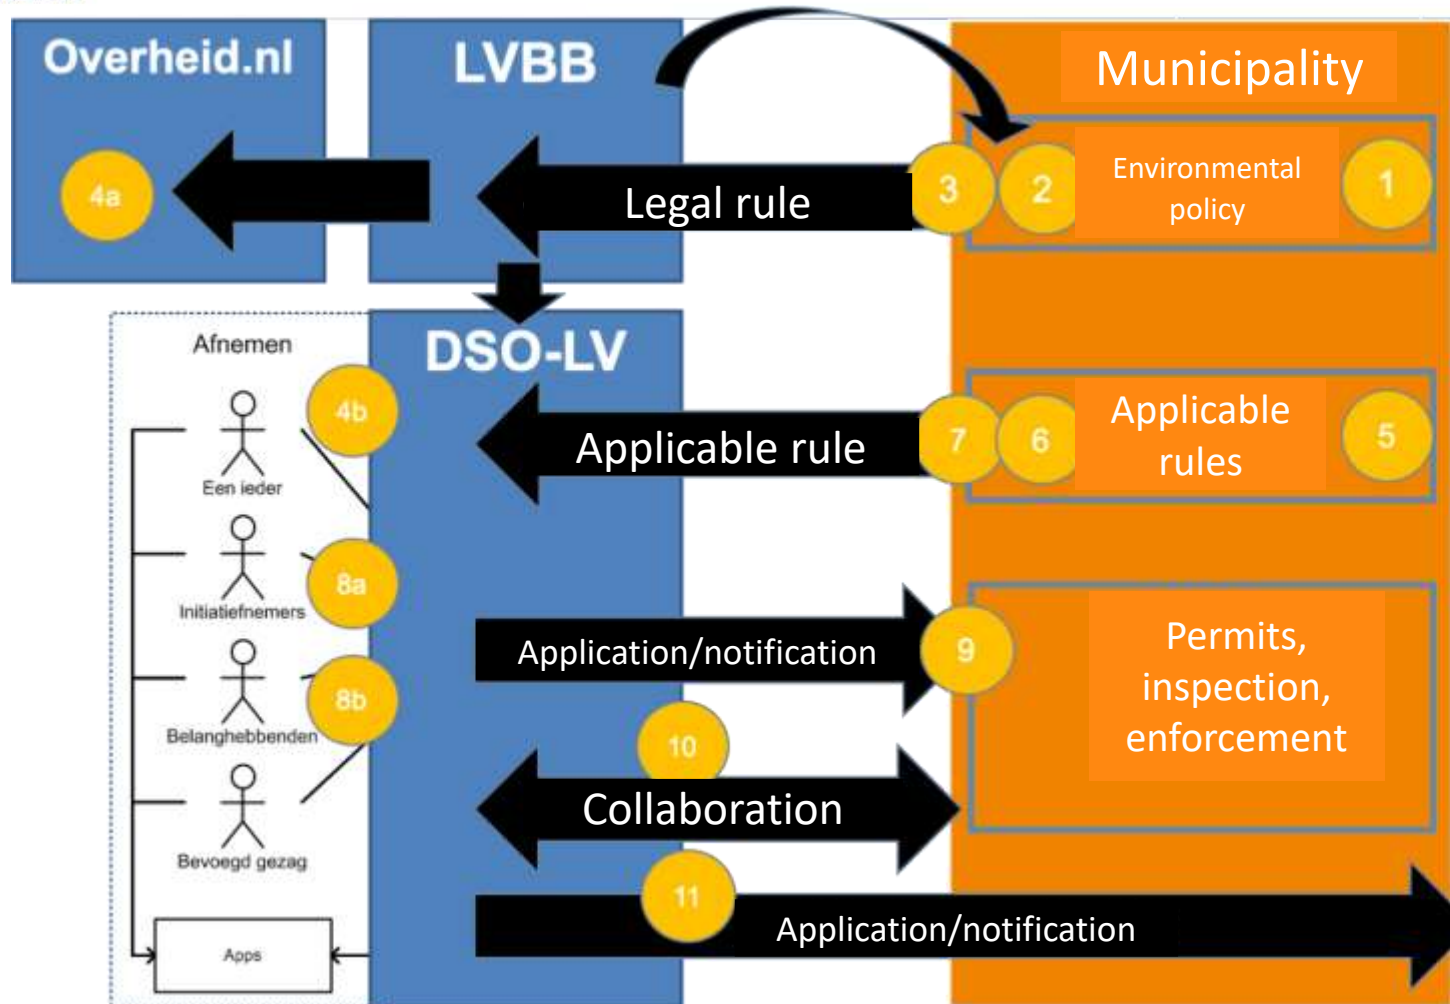 Overheid.nl
LVBB
Municipality
4a
Legal rule
3
2
Environmental
policy
1
Afnemen
DSO-LV
4b
Een ieder
Applicable rule
7
6
Applicable
rules
5
8a
Initiatiefnemers
Application/notification
9
Permits,
inspection,
enforcement
8b
Belanghebbenden
10
Collaboration
Bevoegd gezag
11
Application/notification
Apps